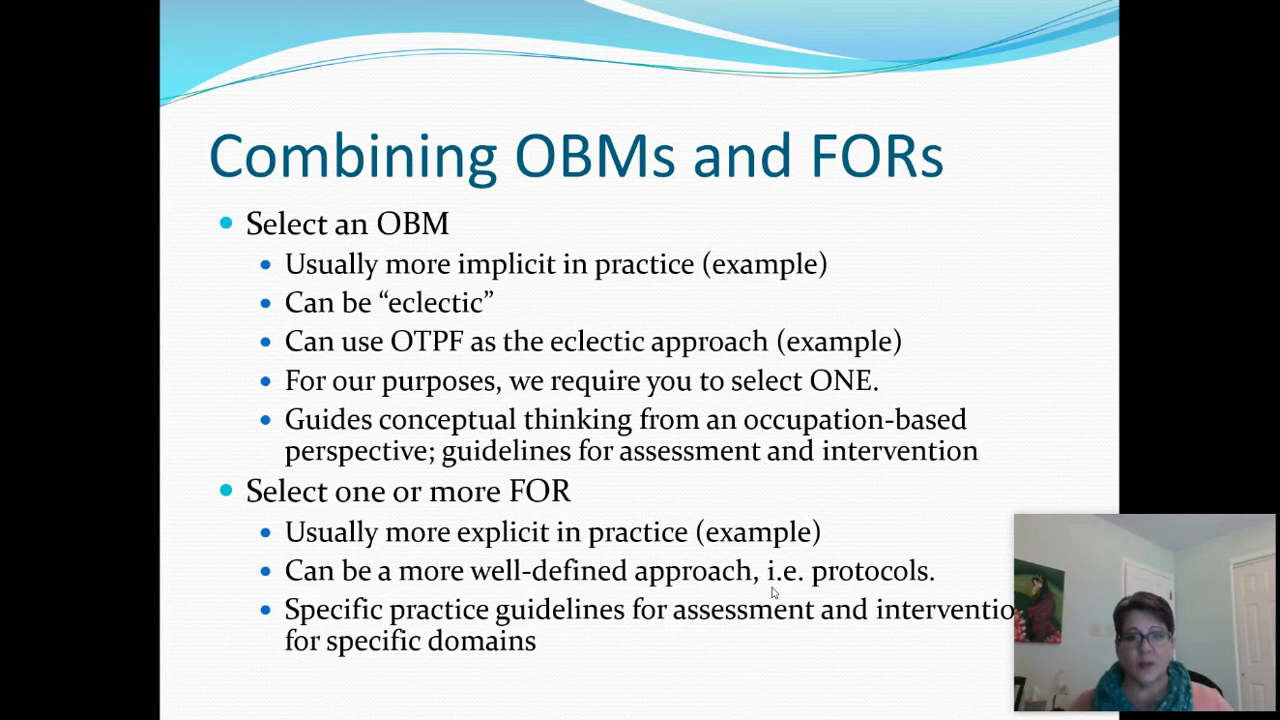 Combining OBMs and FORs
Select an OBM
Usually more implicit in practice (example)
Can be “eclectic”
Can use OTPF as the eclectic approach (example)
For our purposes, we require you to select ONE.
Guides conceptual thinking from an occupation-based
perspective; guidelines for assessment and intervention
Select one or more FOR
Usually more explicit in practice (example)
Can be a more well-defined approach, i.e. protocols.
Specific practice guidelines for assessment and interventio
for specific domains